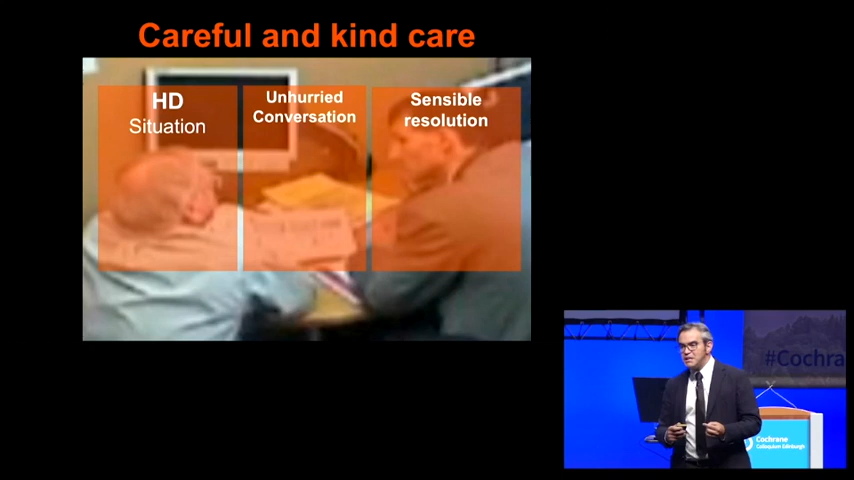 Careful and kind care
HD
Situation
Unhurried
Conversation
Sensible
resolution
#Cochra
Cochrane
Colloquium Edinburgh